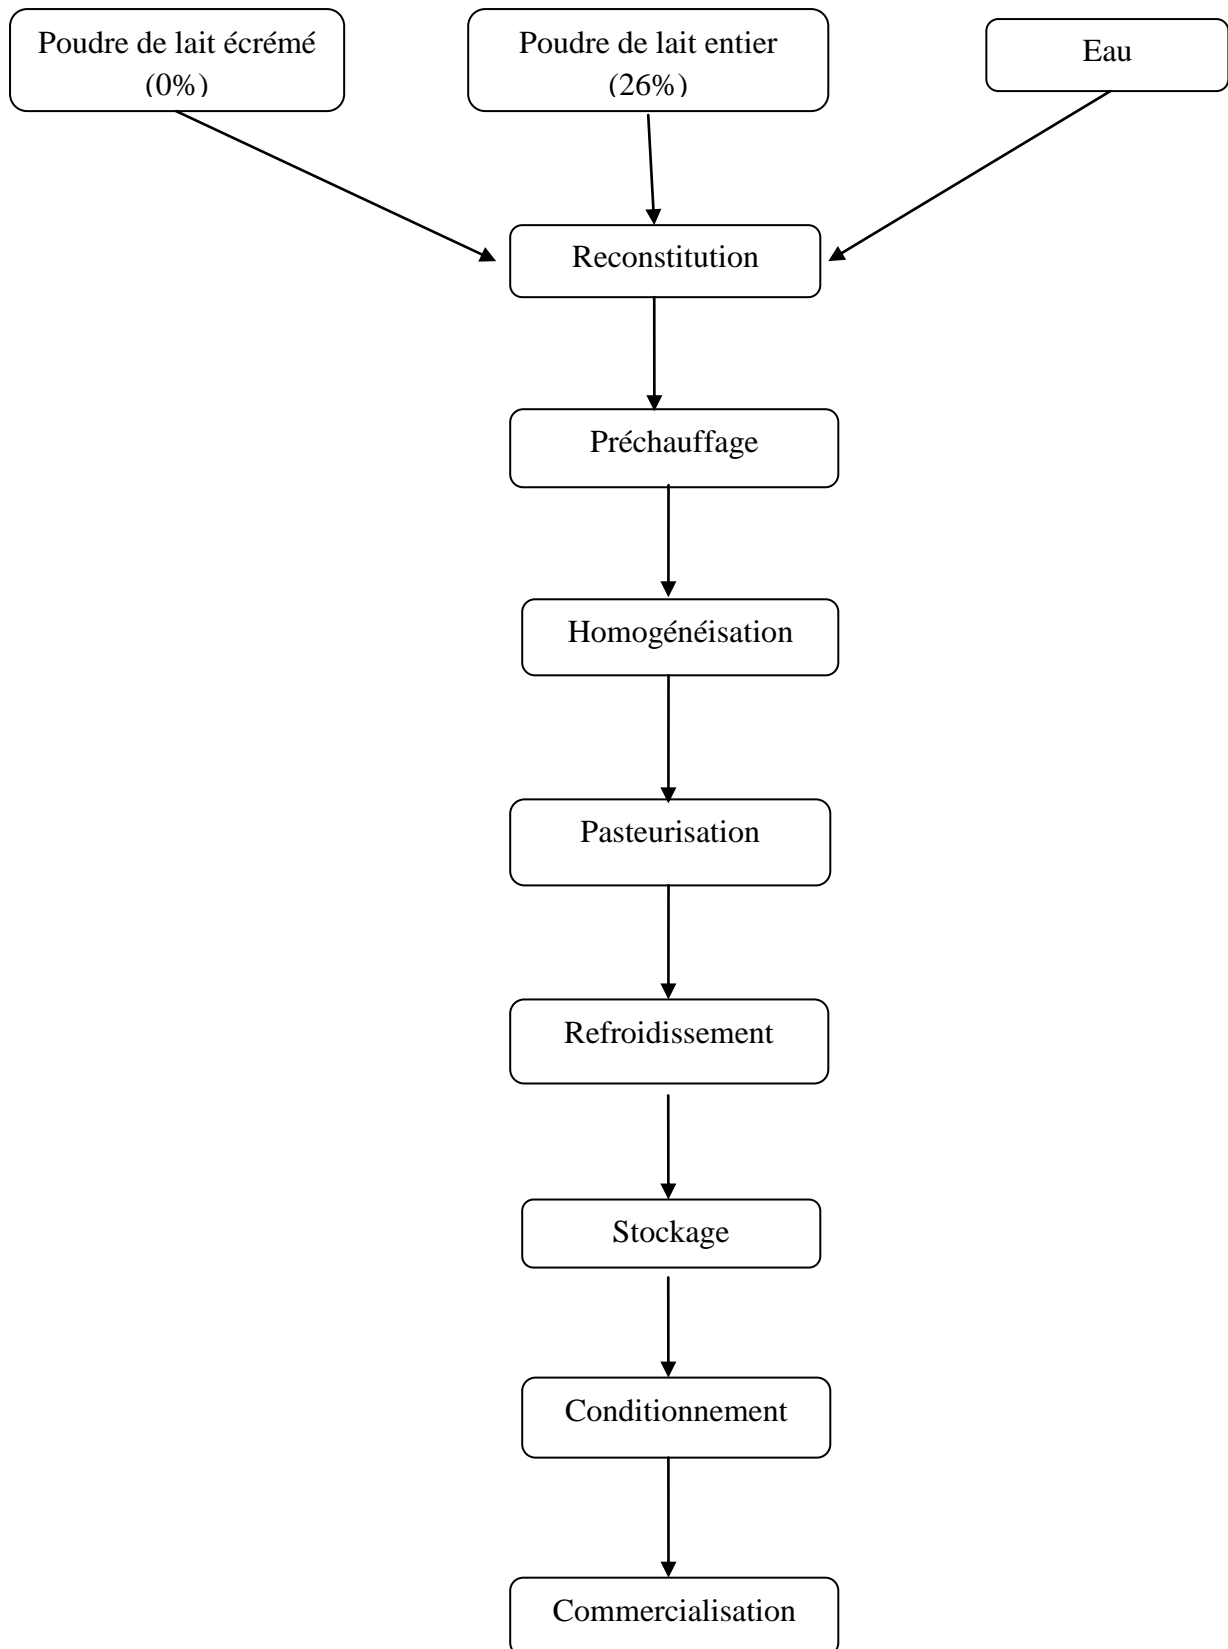 Poudre de lait écrémé
(0%)
Poudre de lait entier
(26%)
Eau
Reconstitution
Préchauffage
Homogénéisation
Pasteurisation
Refroidissement
Stockage
Conditionnement
Commercialisation